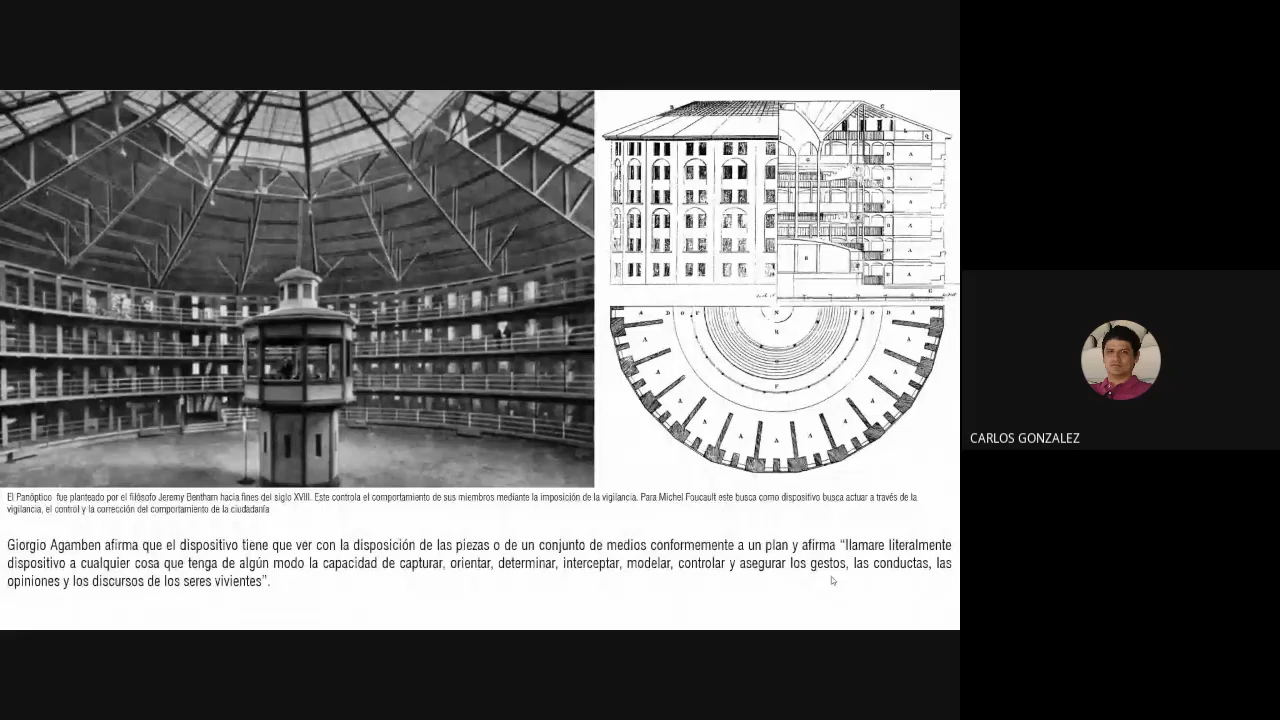 El Panóptico fue planteado por el filósofo Jeremy Bentham hacia fines del siglo XVIII. Este controla el comportamiento de sus miembros mediante la imposición de la vigilancia. Para Michel Foucault este busca como dispositivo busca actuar a través de la
vigilancia, el control y la corrección del comportamiento de la ciudadanía
Giorgio Agamben afirma que el dispositivo tiene que ver con la disposición de las piezas o de un conjunto de medios conformemente a un plan y afirma “llamare literalmente
dispositivo a cualquier cosa que tenga de algún modo la capacidad de capturar, orientar, determinar, interceptar, modelar, controlar y asegurar los gestos, las conductas, las
opiniones y los discursos de los seres vivientes”.
CARLOS GONZALEZ